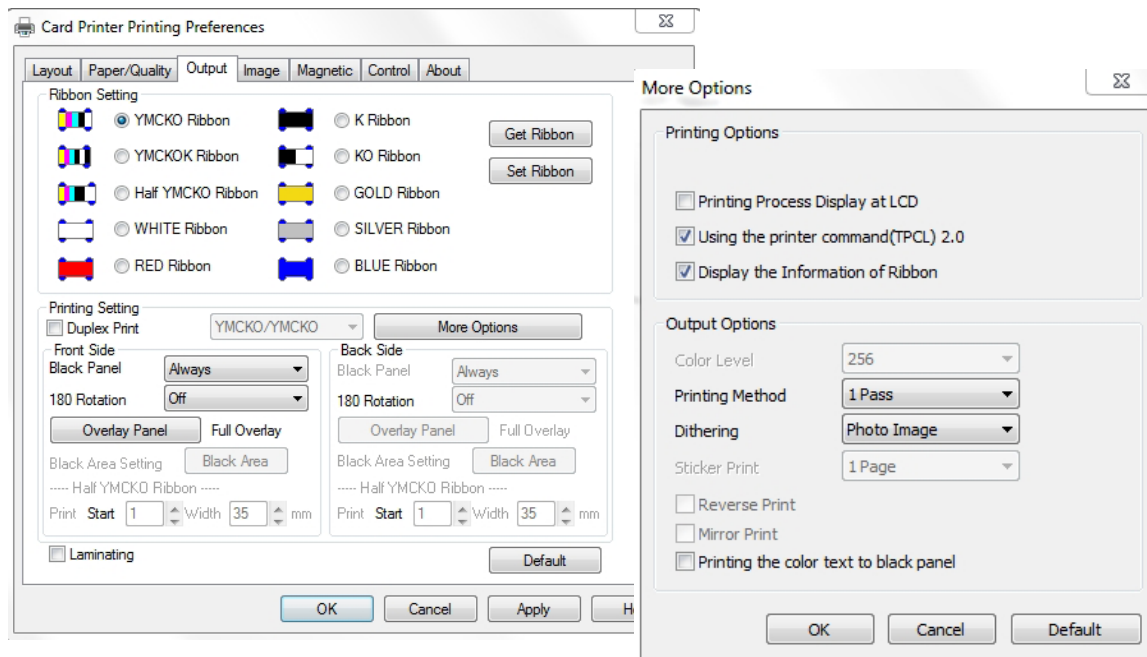 Card Printer Printing Preferences
Layout Paper/Quality Output Image Magnetic Control About
Ribbon Setting
YMCKO Ribbon K Ribbon Get Ribbon
YMCKOK Ribbon KO Ribbon Set Ribbon
Half YMCKO Ribbon GOLD Ribbon
WHITE Ribbon SILVER Ribbon
RED Ribbon BLUE Ribbon
Printing Setting
Duplex Print YMCKO/YMCKO More Options
Front Side
Black Panel Always
180 Rotation Off
Overlay Panel Full Overlay
Black Area Setting Black Area
----- Half YMCKO Ribbon -----
Print Start 1 Width 35 mm
Back Side
Black Panel Always
180 Rotation Off
Overlay Panel Full Overlay
Black Area Setting Black Area
----- Half YMCKO Ribbon -----
Print Start 1 Width 35 mm
Laminating Default
OK Cancel Apply
More Options
Printing Options
Printing Process Display at LCD
Using the printer command(TPCL) 2.0
Display the Information of Ribbon
Output Options
Color Level 256
Printing Method 1 Pass
Dithering Photo Image
Sticker Print 1 Page
Reverse Print
Mirror Print
Printing the color text to black panel
OK Cancel Default